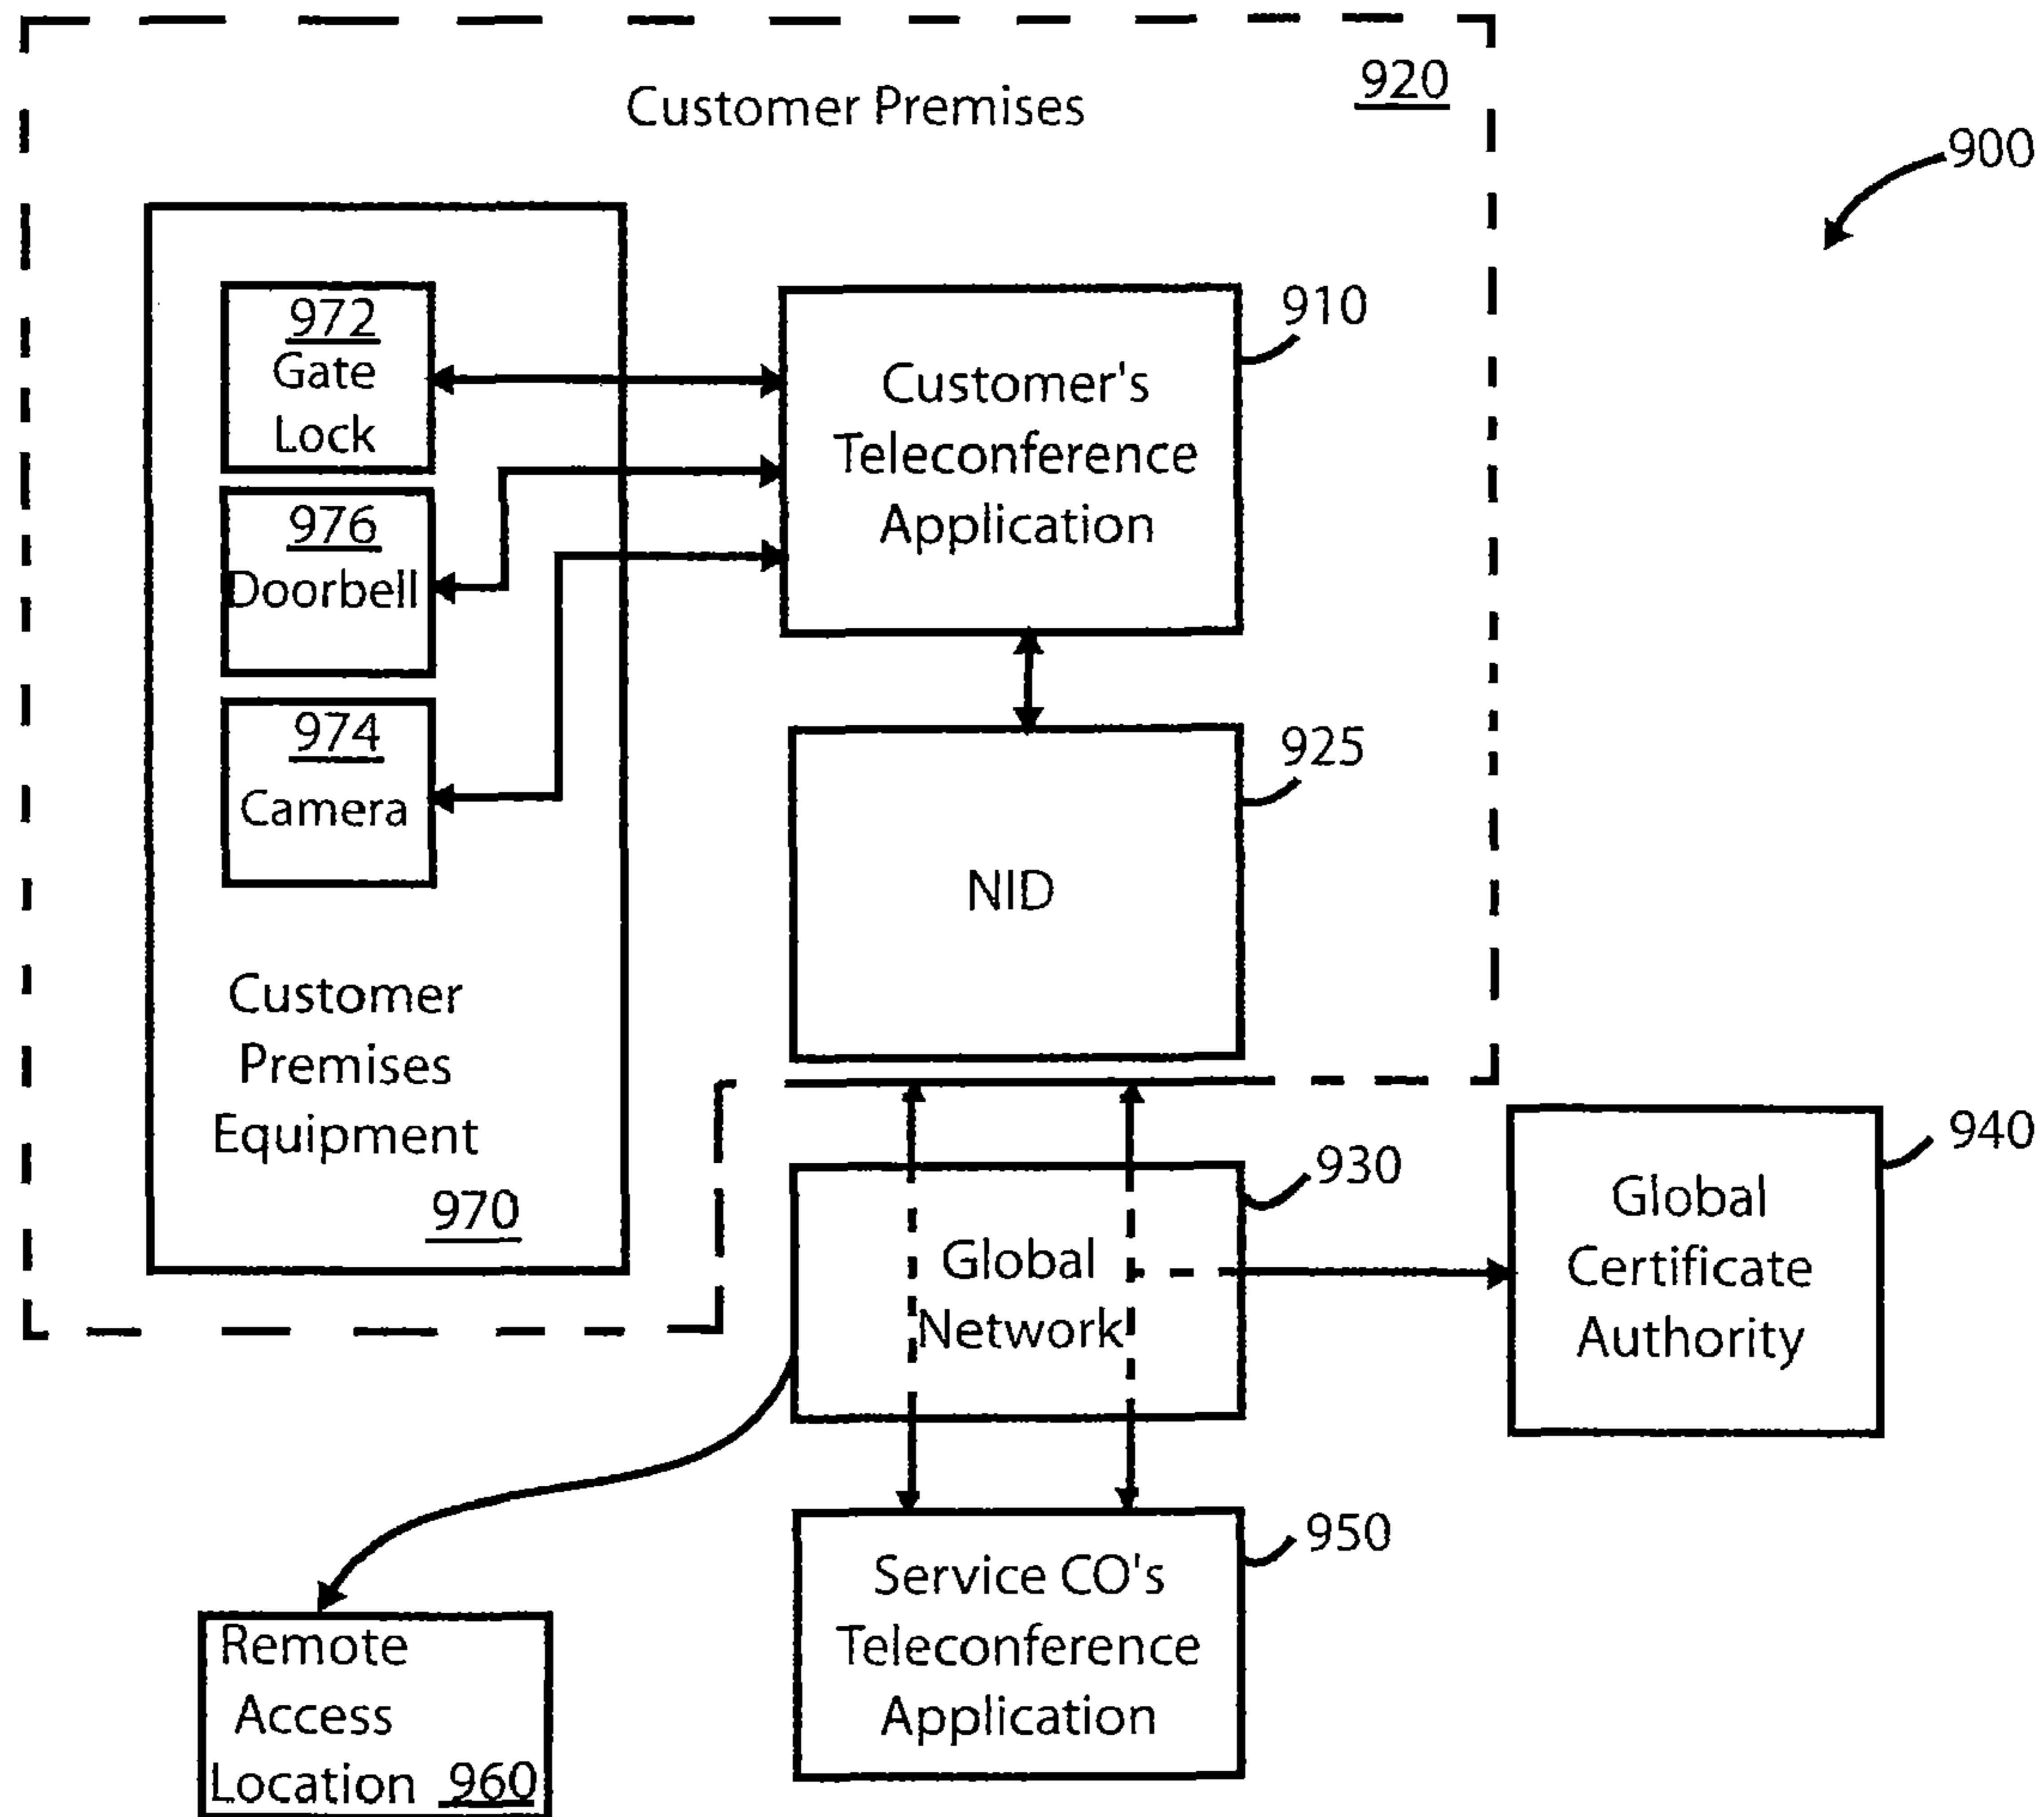 Customer Premises
920
900
972
Gate
Lock
910
Customer's
Teleconference
Application
976
Doorbell
974
Camera
925
NID
Customer
Premises
Equipment
970
930
Global
Network
940
Global
Certificate
Authority
950
Service CO's
Teleconference
Application
Remote
Access
Location 960